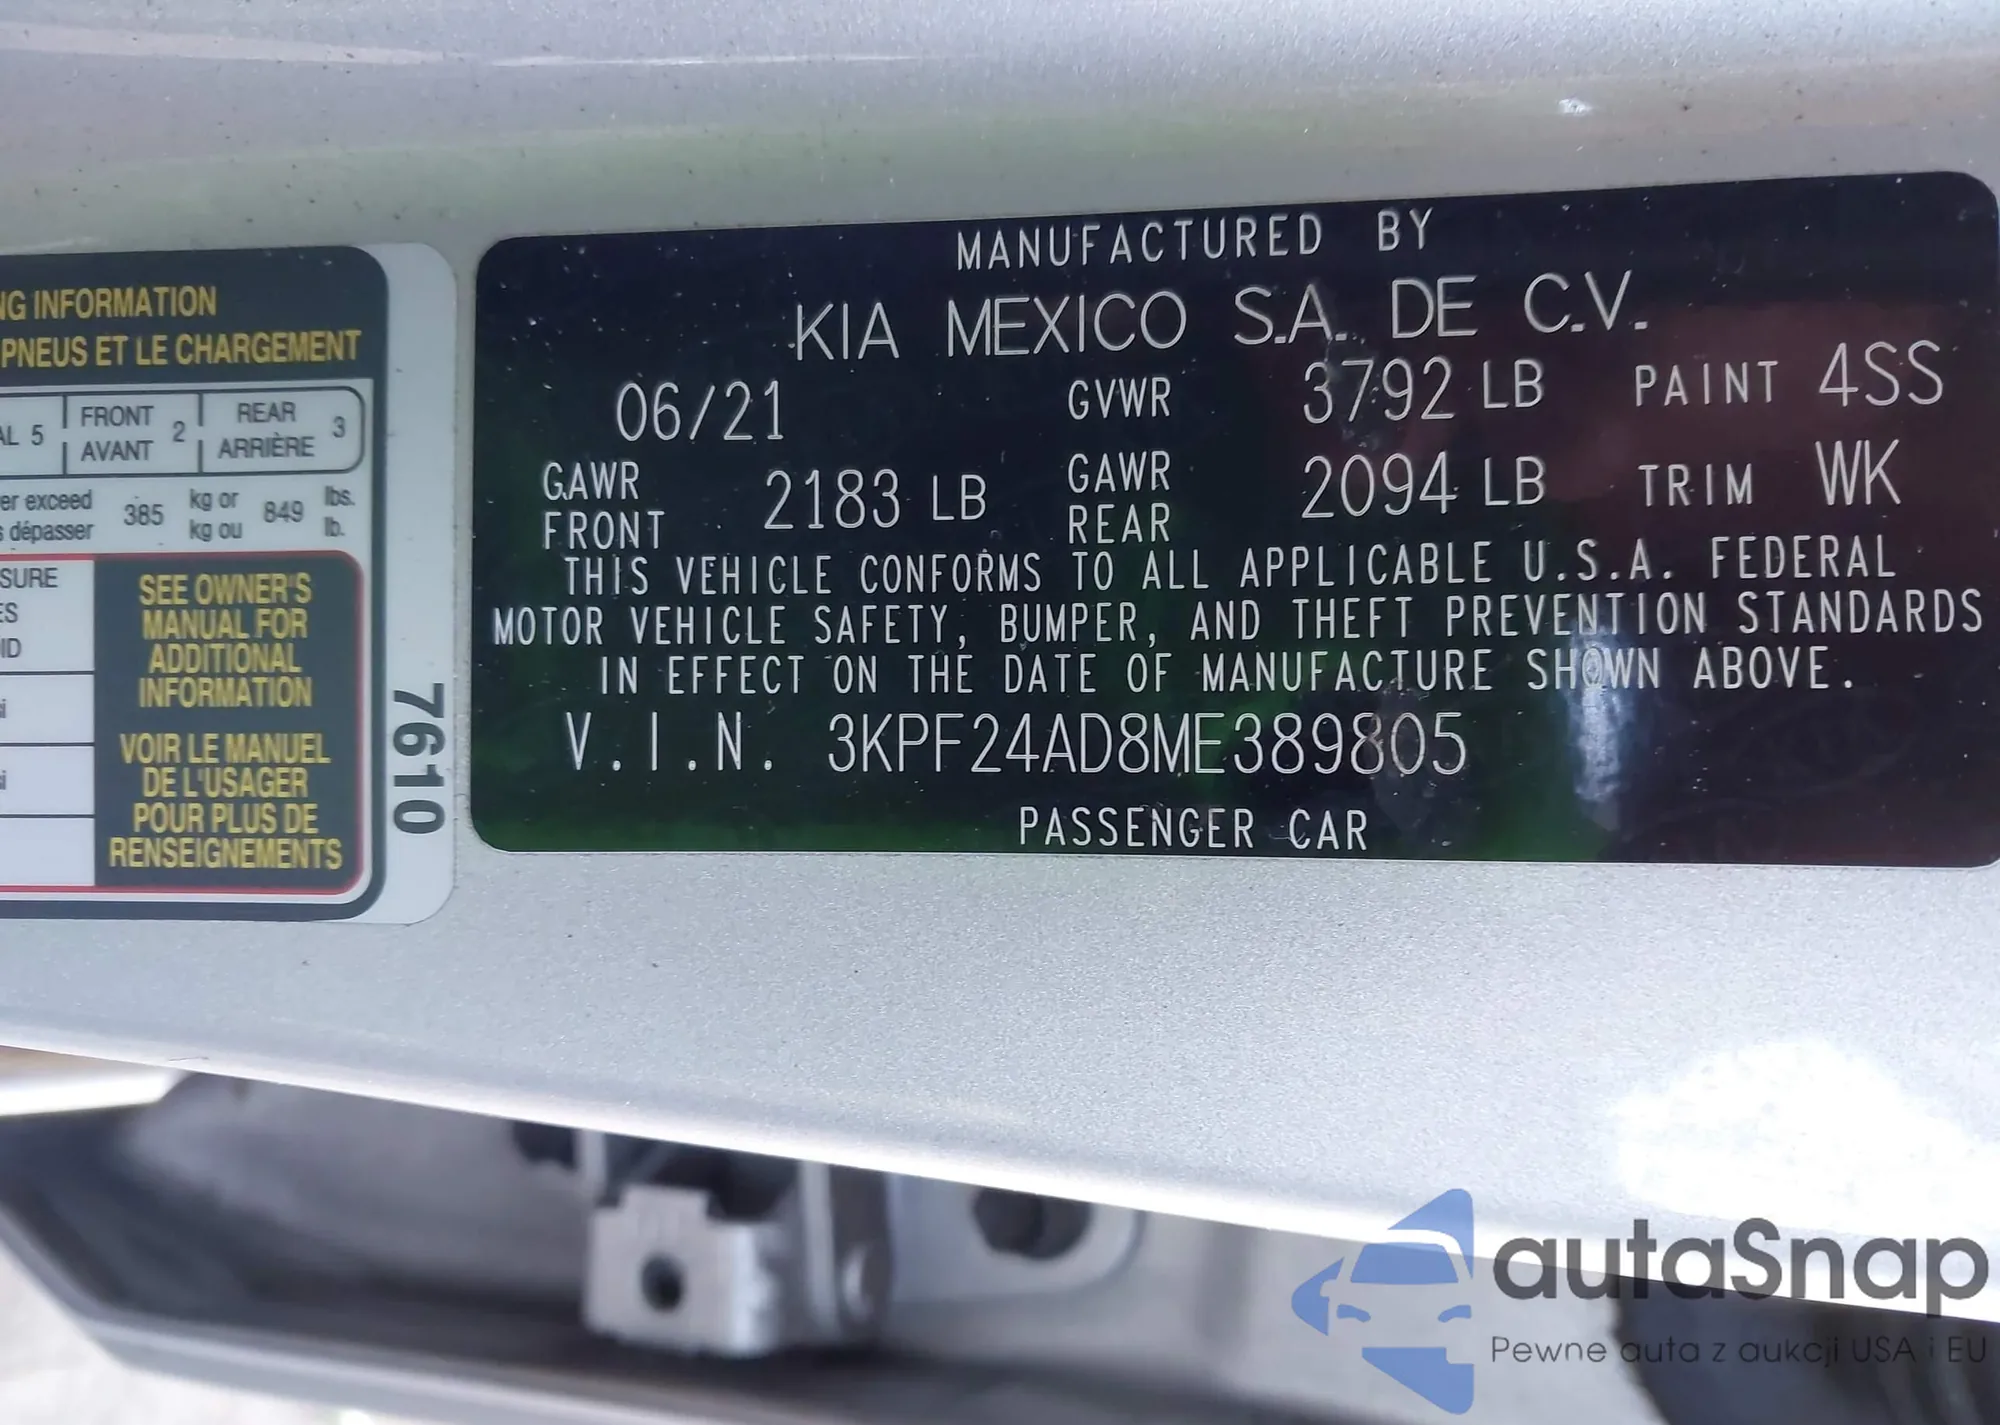 NG INFORMATION
PNEUS ET LE CHARGEMENT
AL 5 FRONT AVANT 2 REAR ARRIÈRE 3
er exceed 385 kg or 849 lbs.
s dépasser kg ou lb.
SURE
ES
ID
SEE OWNER'S
MANUAL FOR
ADDITIONAL
INFORMATION
VOIR LE MANUEL
DE L'USAGER
POUR PLUS DE
RENSEIGNEMENTS
7610
MANUFACTURED BY
KIA MEXICO S.A. DE C.V.
06/21 GVWR 3792 LB PAINT 4SS
GAWR FRONT 2183 LB GAWR REAR 2094 LB TRIM WK
THIS VEHICLE CONFORMS TO ALL APPLICABLE U.S.A. FEDERAL
MOTOR VEHICLE SAFETY, BUMPER, AND THEFT PREVENTION STANDARDS
IN EFFECT ON THE DATE OF MANUFACTURE SHOWN ABOVE.
V.I.N. 3KPF24AD8ME389805
PASSENGER CAR
autaSnap
Pewne auta z aukcji USA i EU